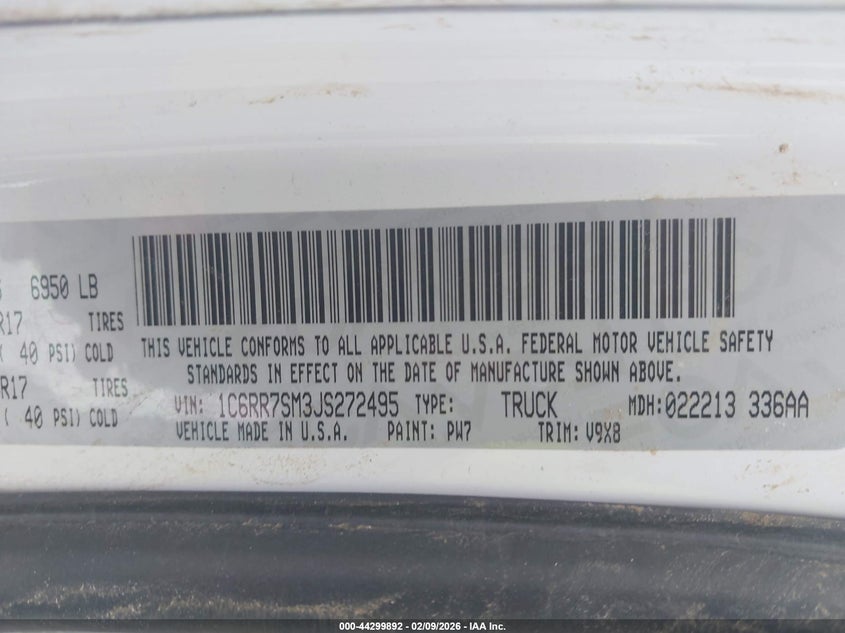 6950 LB
R17 TIRES
( 40 PSI) COLD
R17 TIRES
( 40 PSI) COLD
THIS VEHICLE CONFORMS TO ALL APPLICABLE U.S.A. FEDERAL MOTOR VEHICLE SAFETY
STANDARDS IN EFFECT ON THE DATE OF MANUFACTURE SHOWN ABOVE.
VIN: 1C6RR7SM3JS272495 TYPE: TRUCK MDH:022213 336AA
VEHICLE MADE IN U.S.A. PAINT: PW7 TRIM: V9X8
000-44299892 | 02/09/2026 - IAA Inc.